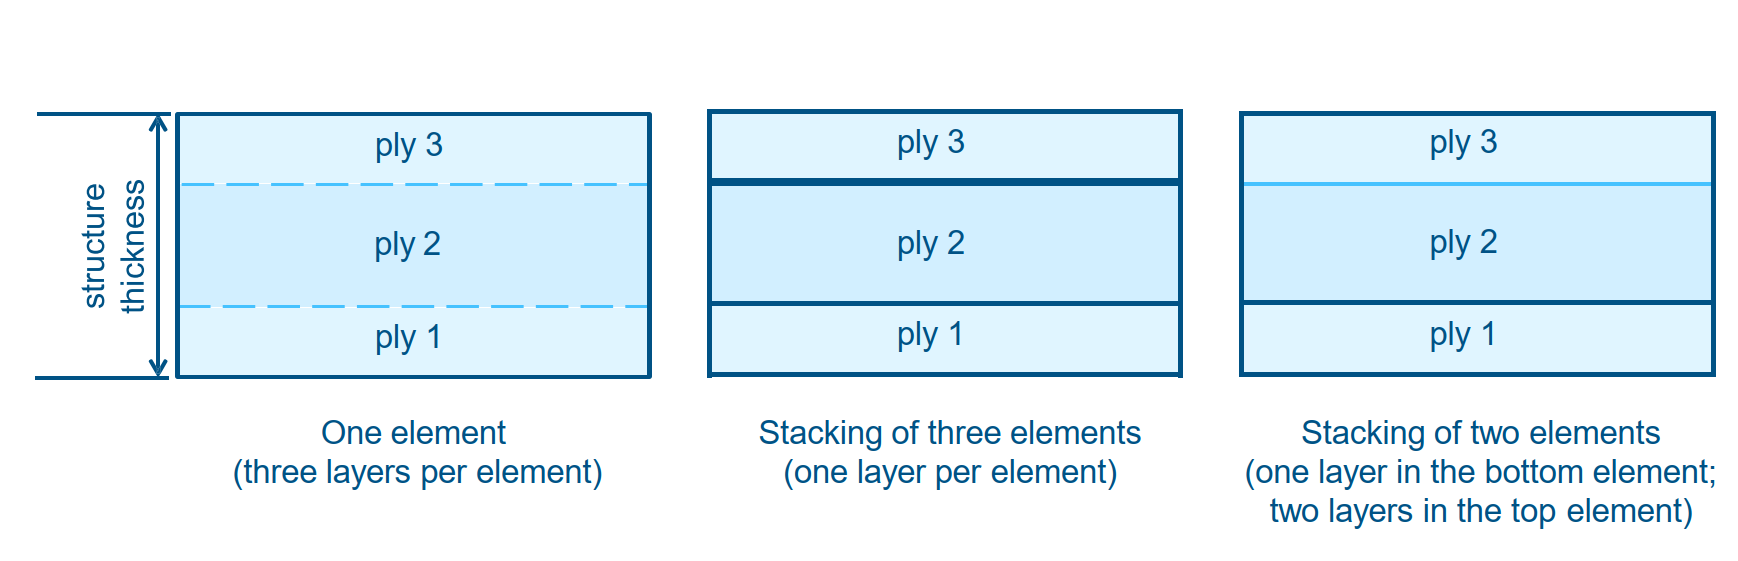 structure
thickness
ply 3
ply 2
ply 1
One element
(three layers per element)
ply 3
ply 2
ply 1
Stacking of three elements
(one layer per element)
ply 3
ply 2
ply 1
Stacking of two elements
(one layer in the bottom element;
two layers in the top element)